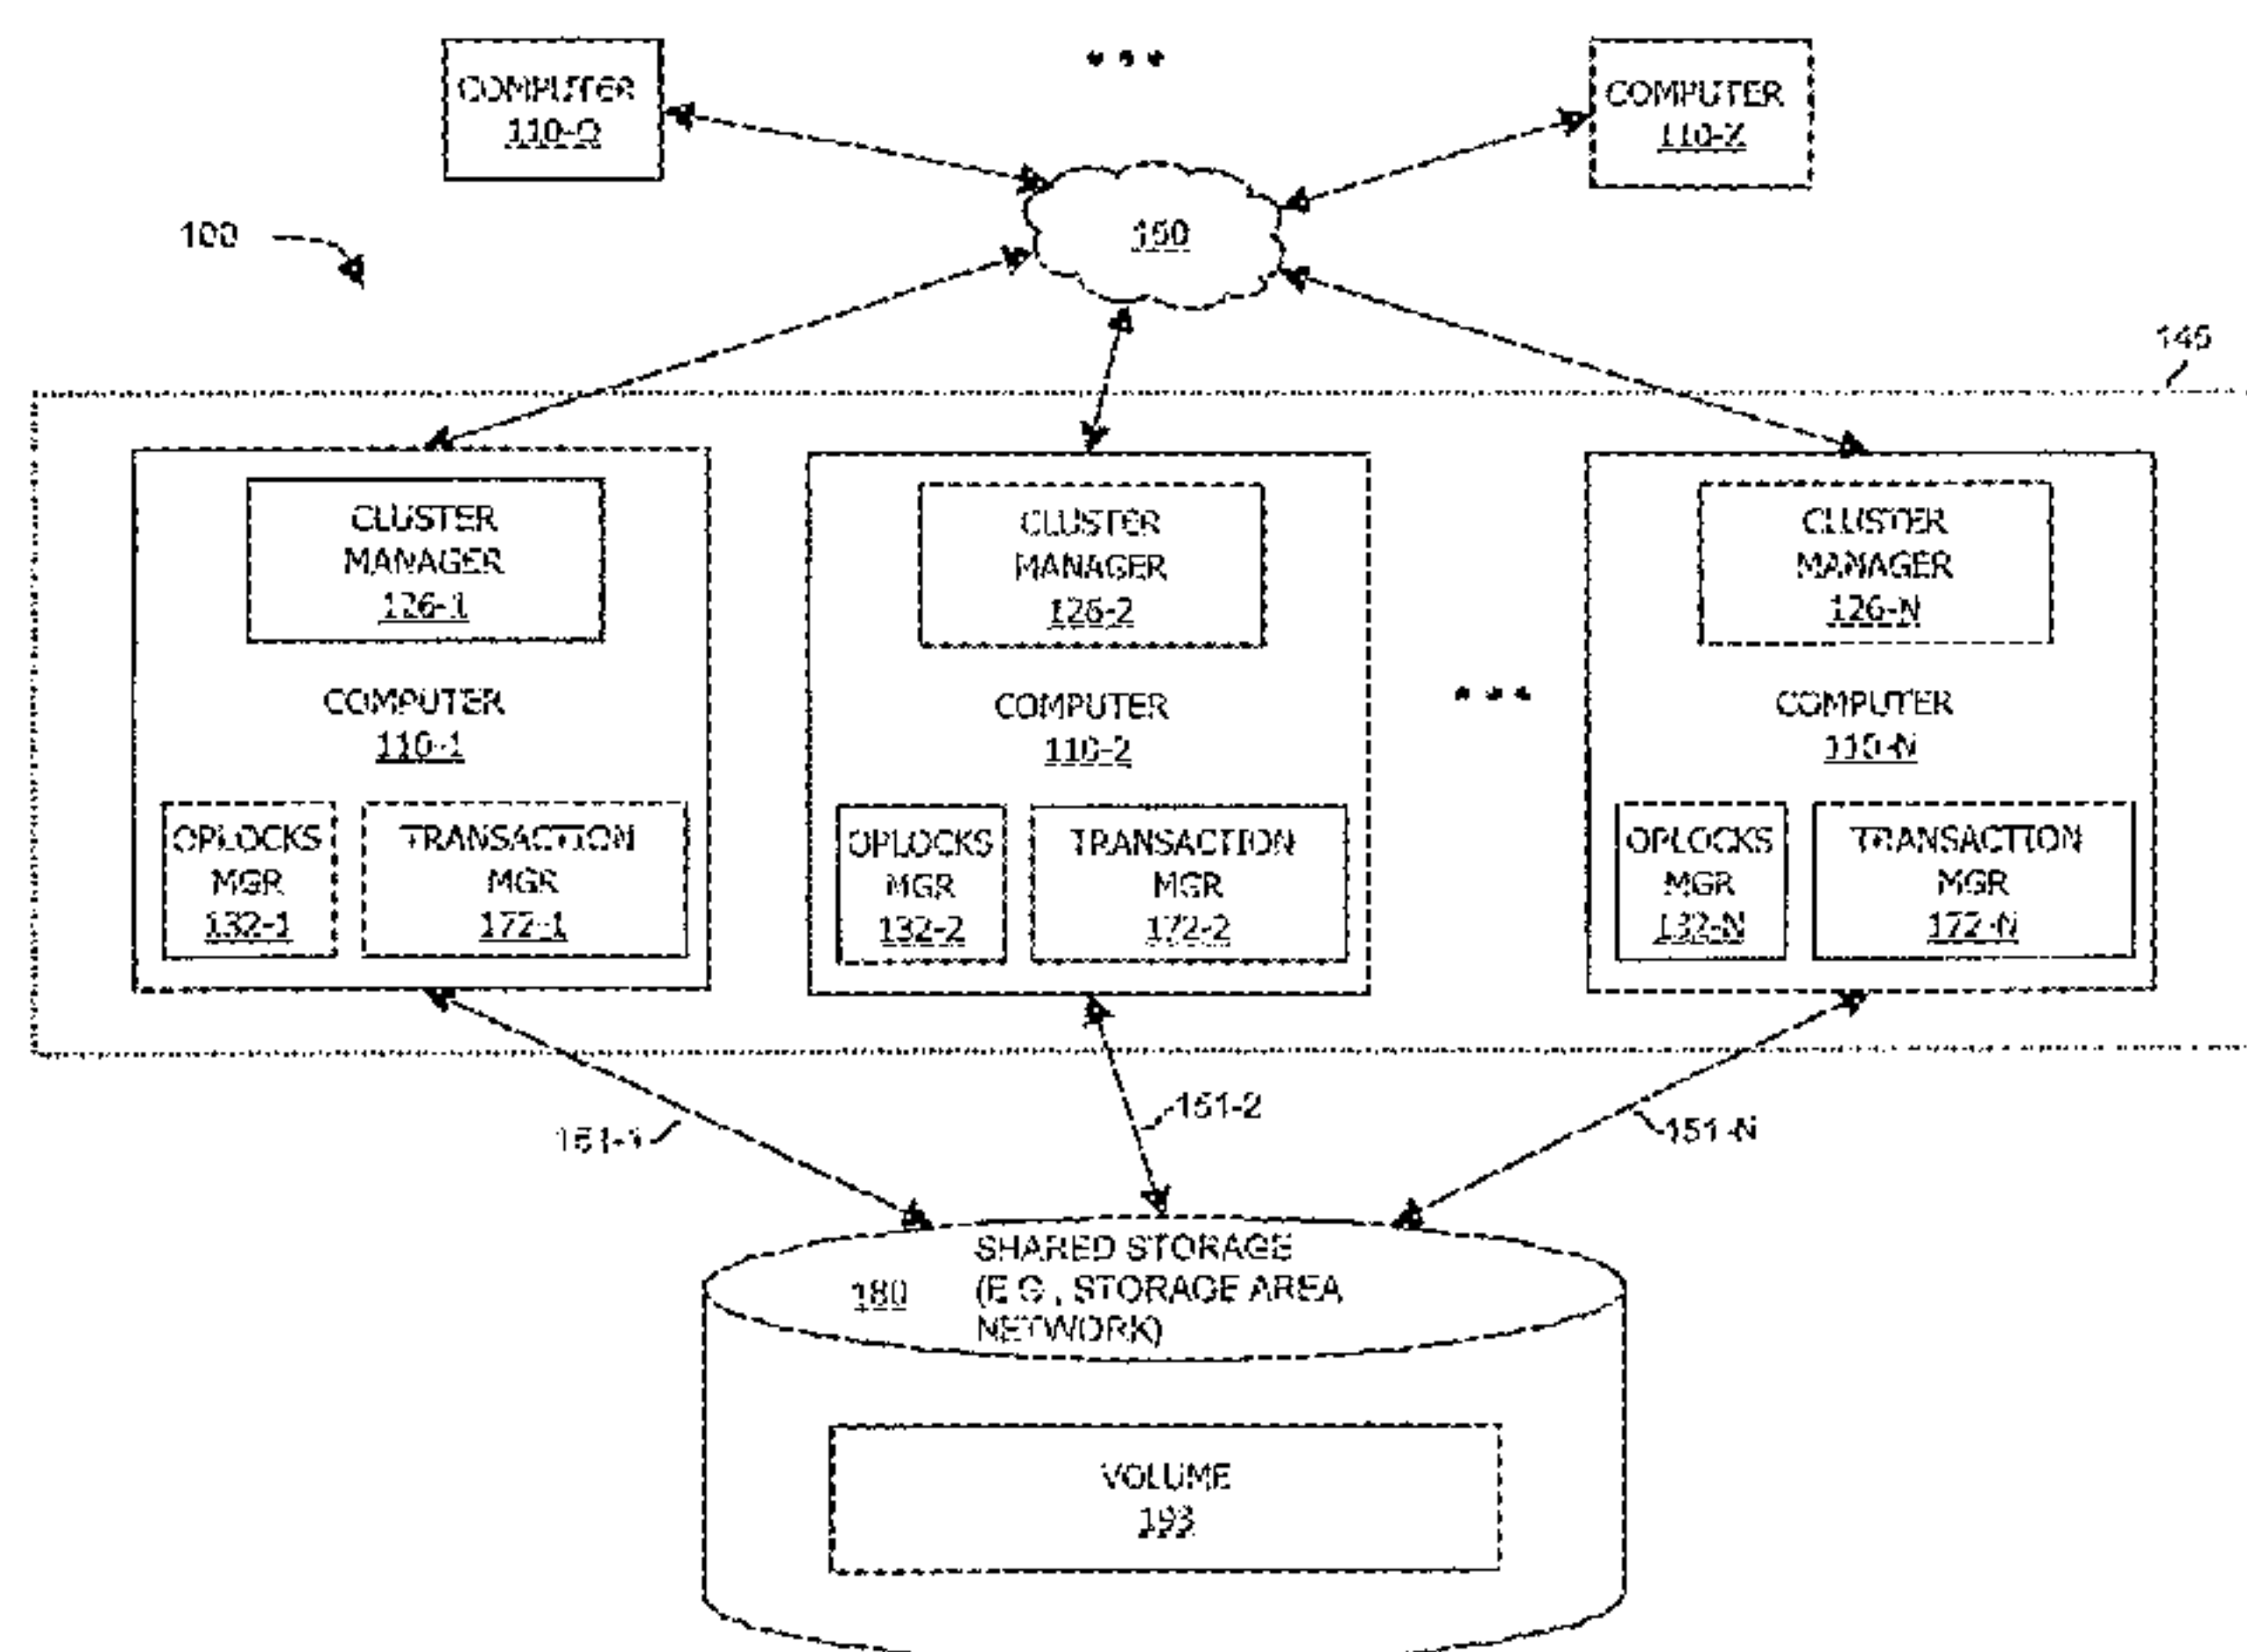 COMPUTER
110-Q
• • •
COMPUTER
110-Z
100
150
145
CLUSTER
MANAGER
126-1
COMPUTER
110-1
OPLOCKS
MGR
132-1
TRANSACTION
MGR
172-1
CLUSTER
MANAGER
126-2
COMPUTER
110-2
OPLOCKS
MGR
132-2
TRANSACTION
MGR
172-2
• • •
CLUSTER
MANAGER
126-N
COMPUTER
110-N
OPLOCKS
MGR
132-N
TRANSACTION
MGR
172-N
151-1
151-2
151-N
180
SHARED STORAGE
(E.G., STORAGE AREA
NETWORK)
VOLUME
193